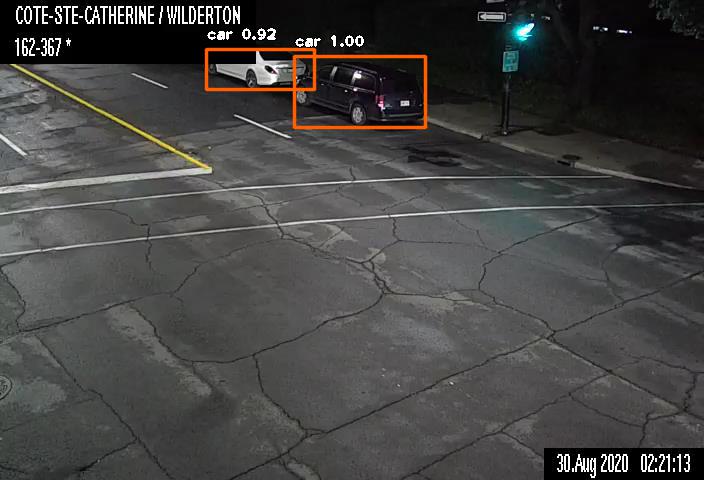 COTE-STE-CATHERINE / WILDERTON
162-367 *
car 0.92
car 1.00
30.Aug 2020 02:21:13